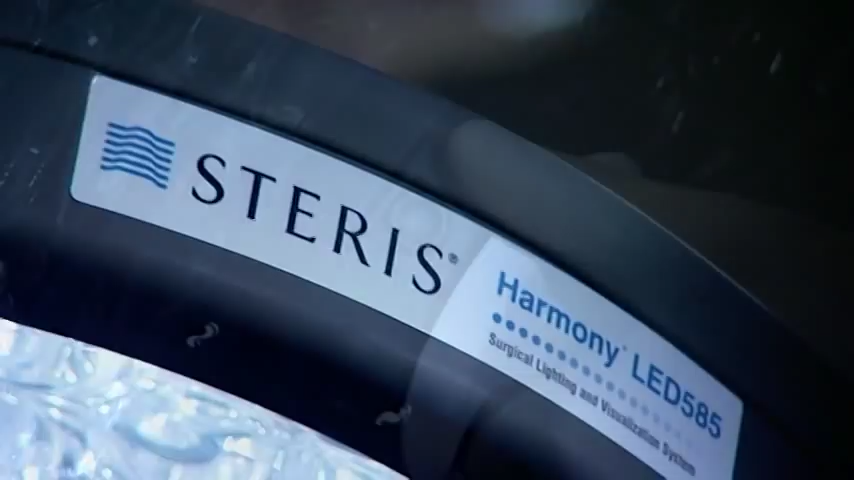 STERIS®
Harmony® LED585
Surgical Lighting and Visualization System